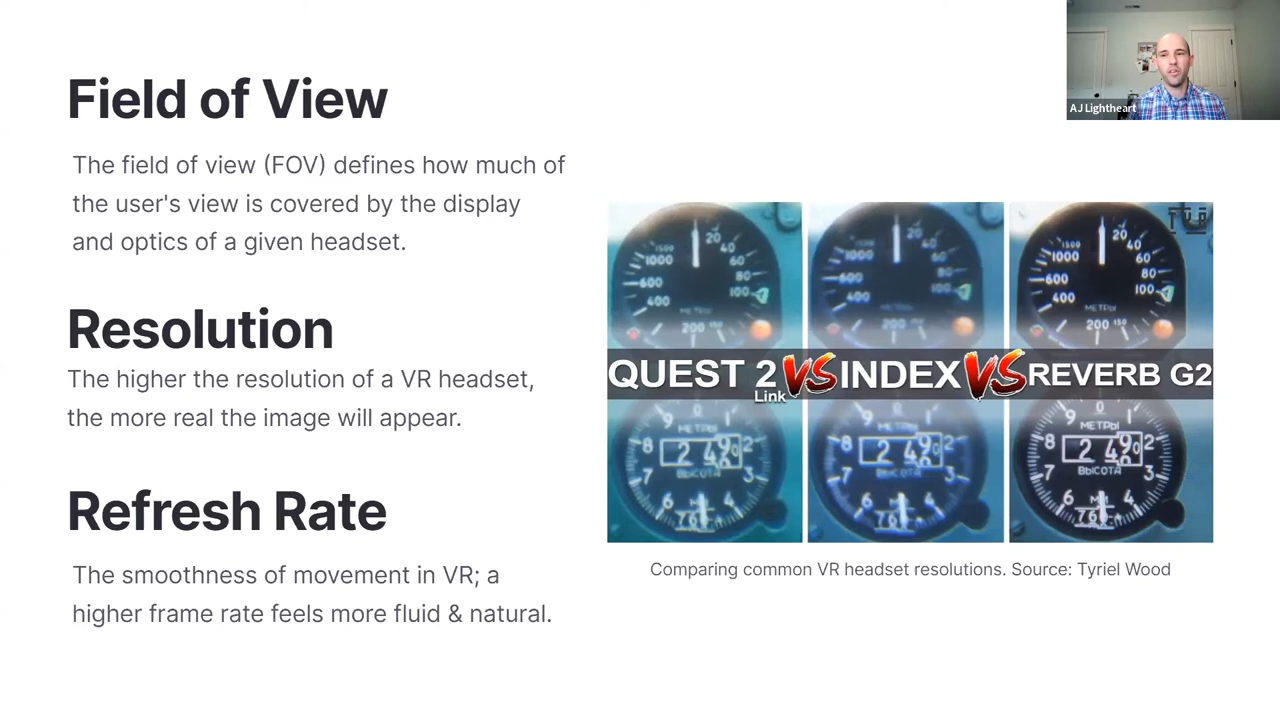 Field of View
The field of view (FOV) defines how much of
the user's view is covered by the display
and optics of a given headset.
Resolution
The higher the resolution of a VR headset,
the more real the image will appear.
Refresh Rate
The smoothness of movement in VR; a
higher frame rate feels more fluid & natural.
AJ Lightheart
QUEST 2 VS INDEX VS REVERB G2
Link
Comparing common VR headset resolutions. Source: Tyriel Wood